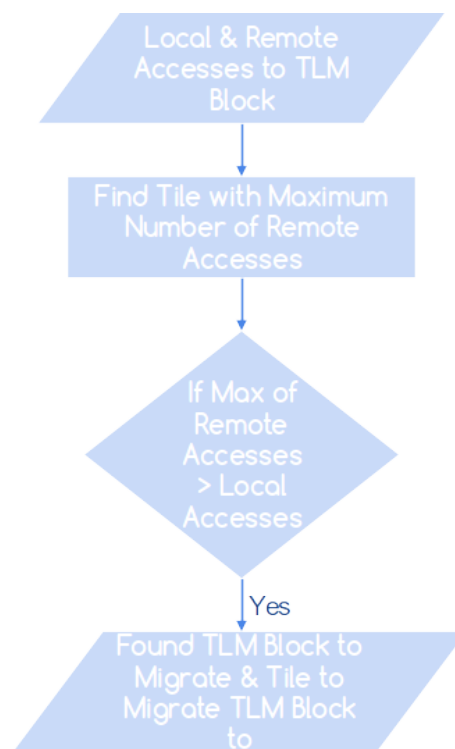 Local & Remote
Accesses to TLM
Block
Find Tile with Maximum
Number of Remote
Accesses
If Max of
Remote
Accesses
> Local
Accesses
Yes
Found TLM Block to
Migrate & Tile to
Migrate TLM Block
to